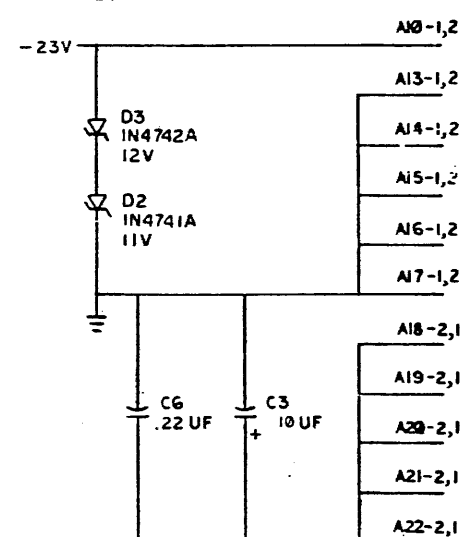 A10-1,2
-23V
A13-1,2
D3
1N4742A
12V
A14-1,2
A15-1,2
D2
1N4741A
11V
A16-1,2
A17-1,2
A18-2,1
A19-2,1
C6
.22 UF
C3
10 UF
+
A20-2,1
A21-2,1
A22-2,1